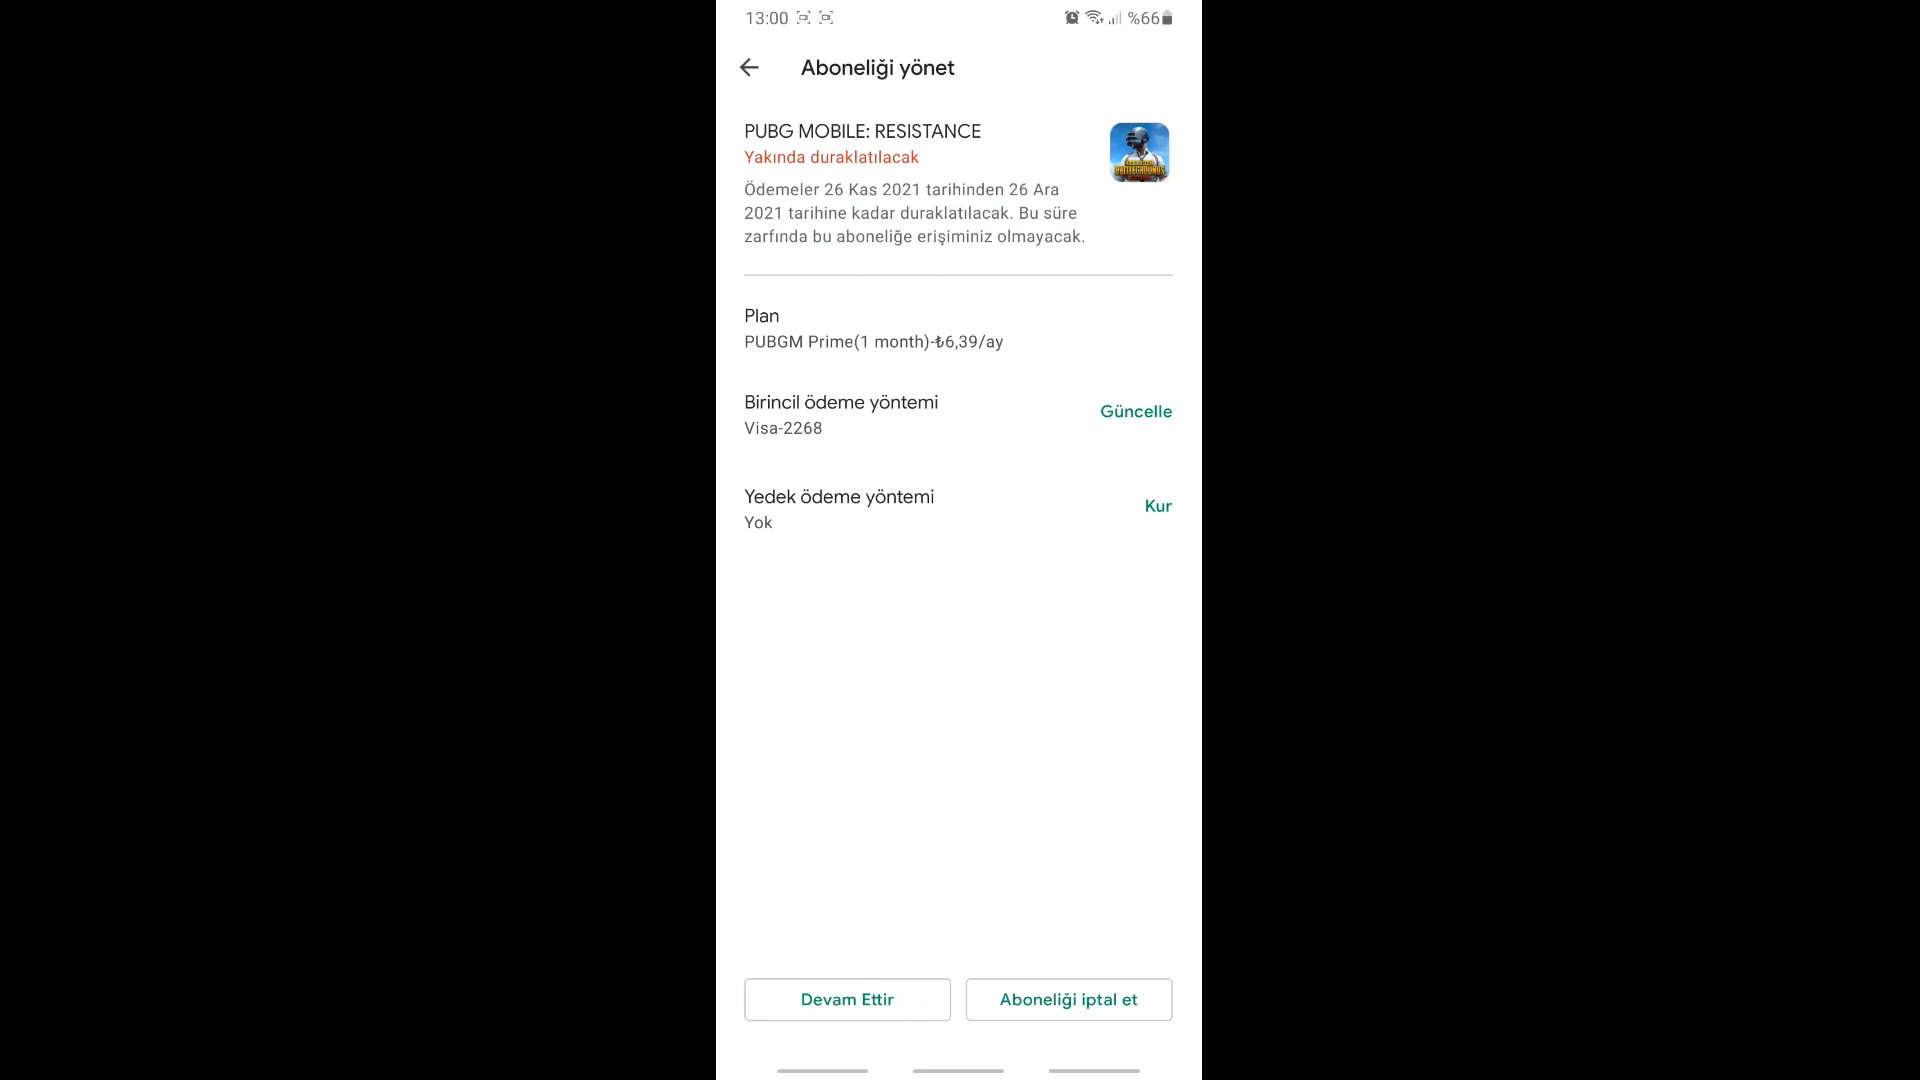 13:00
%66
Aboneliği yönet
PUBG MOBILE: RESISTANCE
Yakında duraklatılacak
Ödemeler 26 Kas 2021 tarihinden 26 Ara
2021 tarihine kadar duraklatılacak. Bu süre
zarfında bu aboneliğe erişiminiz olmayacak.
BATTLEGROUNDS
Plan
PUBGM Prime(1 month)-₺6,39/ay
Birincil ödeme yöntemi
Güncelle
Visa-2268
Yedek ödeme yöntemi
Kur
Yok
Devam Ettir
Aboneliği iptal et